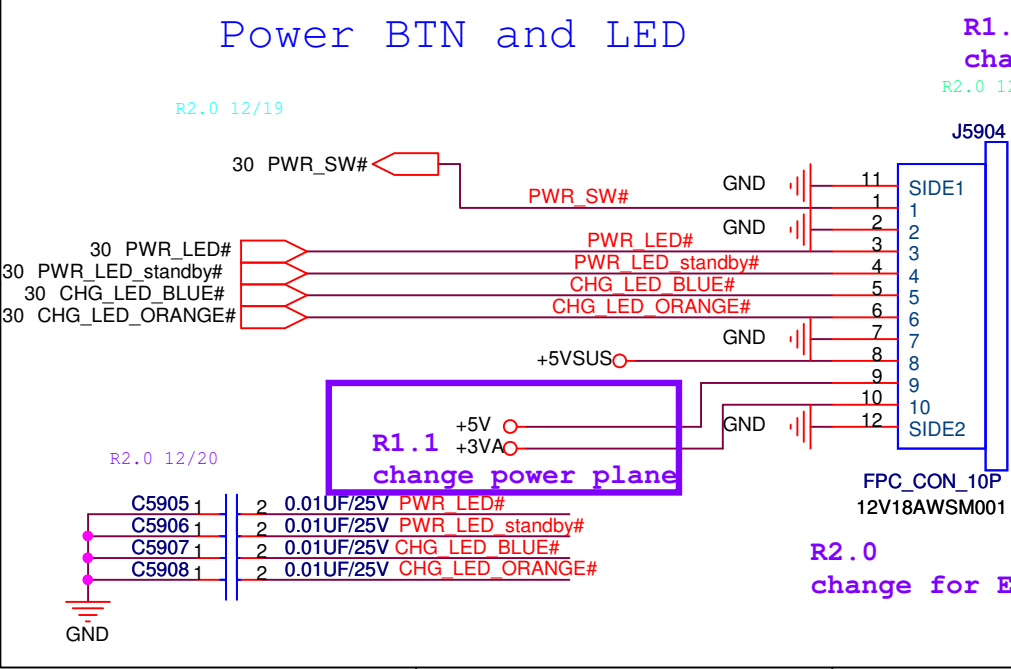 Power BTN and LED
R1.
cha
R2.0 12
R2.0 12/19
J5904
30 PWR_SW#
PWR_SW#
GND
11
SIDE1
1
1
GND
2
2
30 PWR_LED#
PWR_LED#
3
3
30 PWR_LED_standby#
PWR_LED_standby#
4
4
30 CHG_LED_BLUE#
CHG_LED_BLUE#
5
5
30 CHG_LED_ORANGE#
CHG_LED_ORANGE#
6
6
GND
7
7
+5VSUS
8
8
9
9
10
10
+5V
GND
12
SIDE2
R1.1
+3VA
change power plane
R2.0 12/20
FPC_CON_10P
12V18AWSM001
C5905 1 2 0.01UF/25V PWR_LED#
C5906 1 2 0.01UF/25V PWR_LED_standby#
C5907 1 2 0.01UF/25V CHG_LED_BLUE#
C5908 1 2 0.01UF/25V CHG_LED_ORANGE#
GND
R2.0
change for E